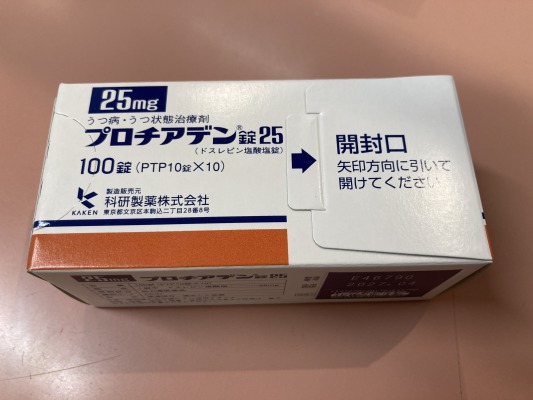 25mg
うつ病・うつ状態治療剤
プロチアデン®錠25
(ドスレピン塩酸塩錠)
100錠 (PTP10錠×10)
KAKEN
製造販売元
科研製薬株式会社
東京都文京区本駒込二丁目28番8号
開封口
矢印方向に引いて
開けてください
25mg プロチアデン錠25